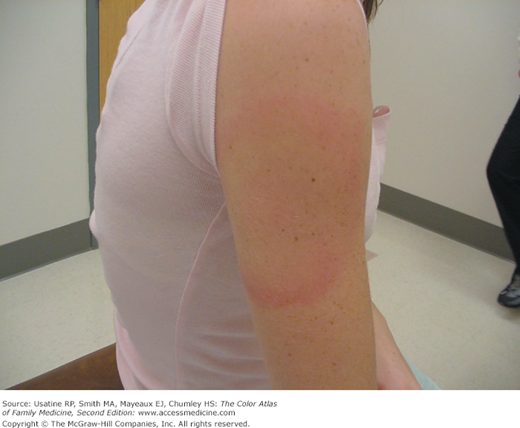 Source: Usatine RP, Smith MA, Mayeaux EJ, Chumley HS: The Color Atlas
of Family Medicine, Second Edition: www.accessmedicine.com
Copyright © The McGraw-Hill Companies, Inc. All rights reserved.